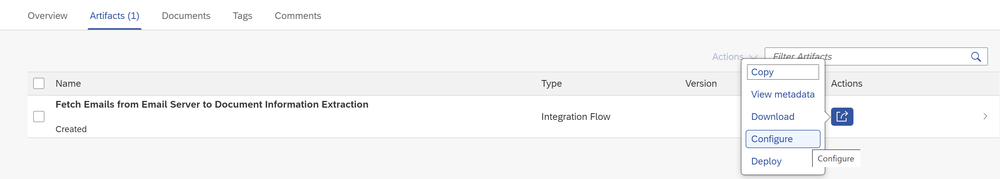 Overview Artifacts (1) Documents Tags Comments
Actions Filter Artifacts
Name Type Version Actions
Fetch Emails from Email Server to Document Information Extraction
Created
Integration Flow
Copy
View metadata
Download
Configure
Deploy
Configure